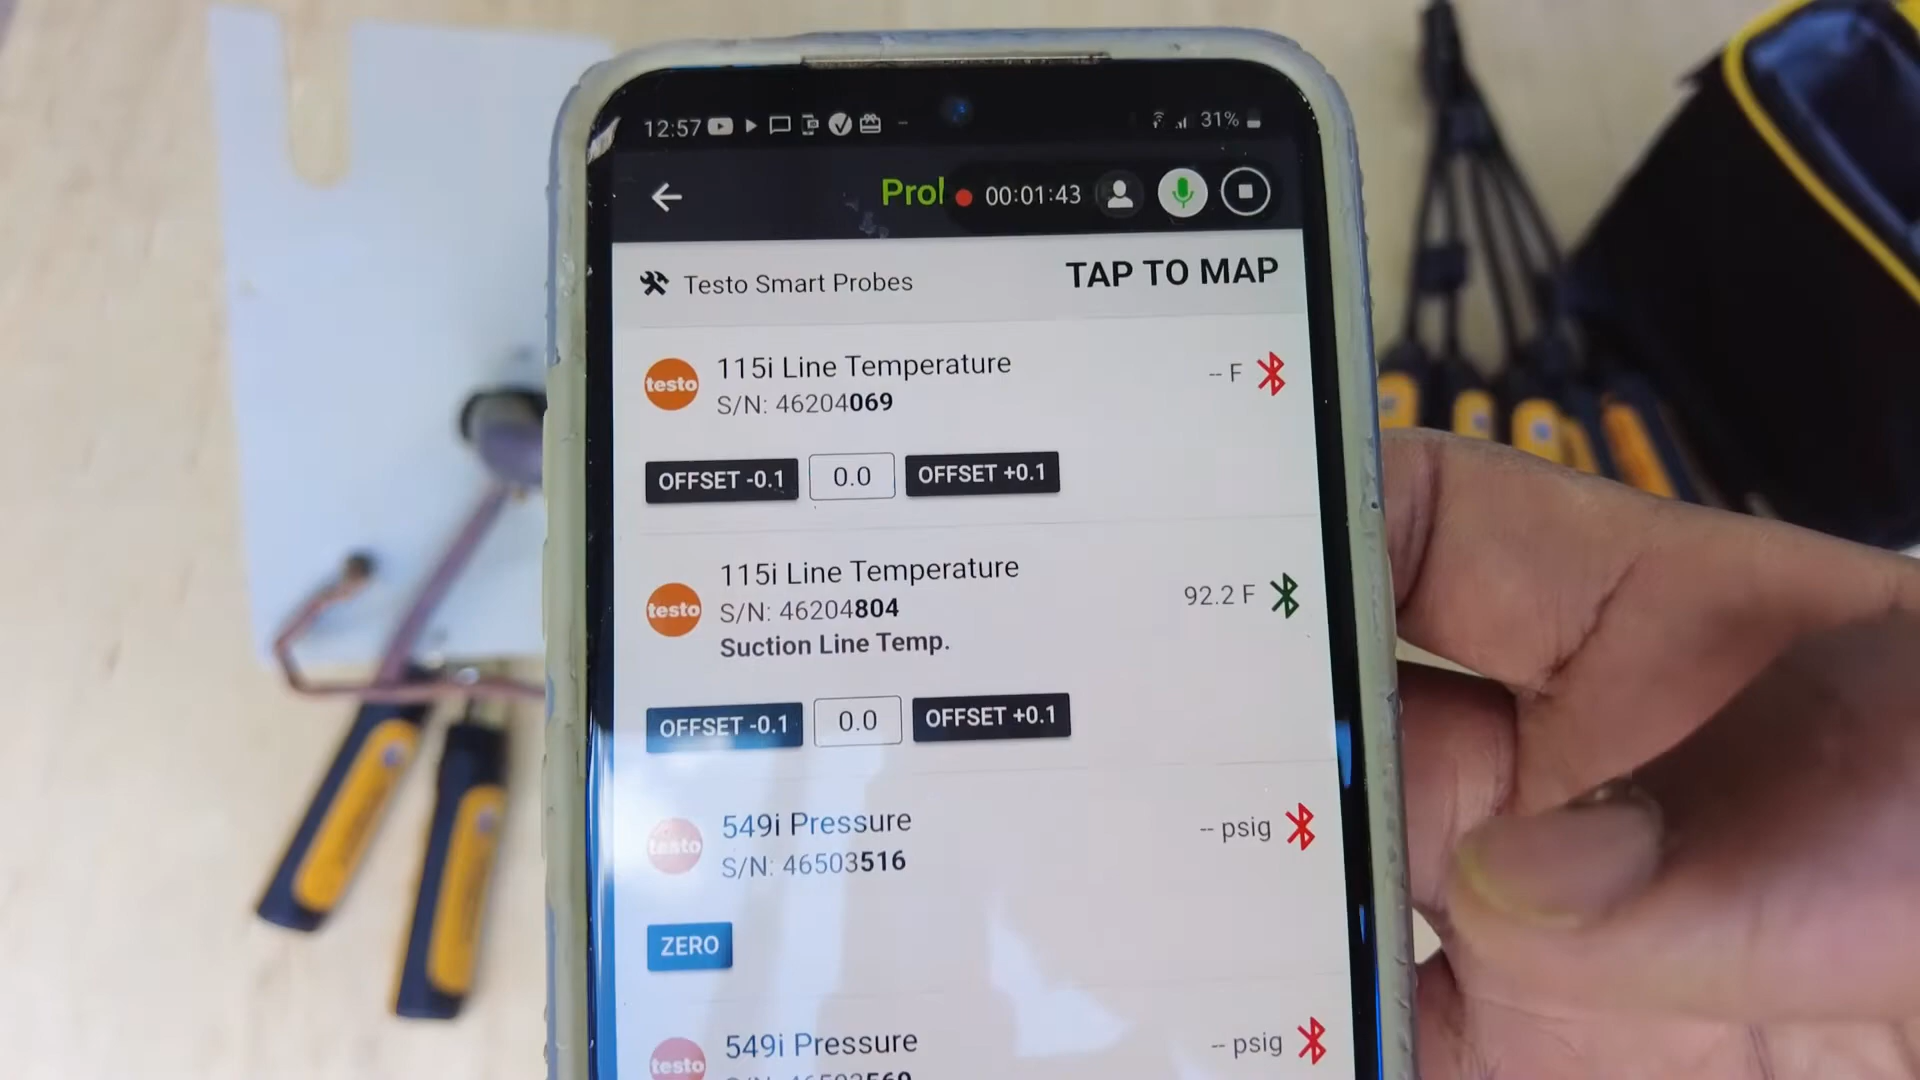 12:57
31%
Prol
00:01:43
Testo Smart Probes
TAP TO MAP
testo
115i Line Temperature
-- F
S/N: 46204069
OFFSET -0.1
0.0
OFFSET +0.1
testo
115i Line Temperature
92.2 F
S/N: 46204804
Suction Line Temp.
OFFSET -0.1
0.0
OFFSET +0.1
testo
549i Pressure
-- psig
S/N: 46503516
ZERO
testo
549i Pressure
-- psig